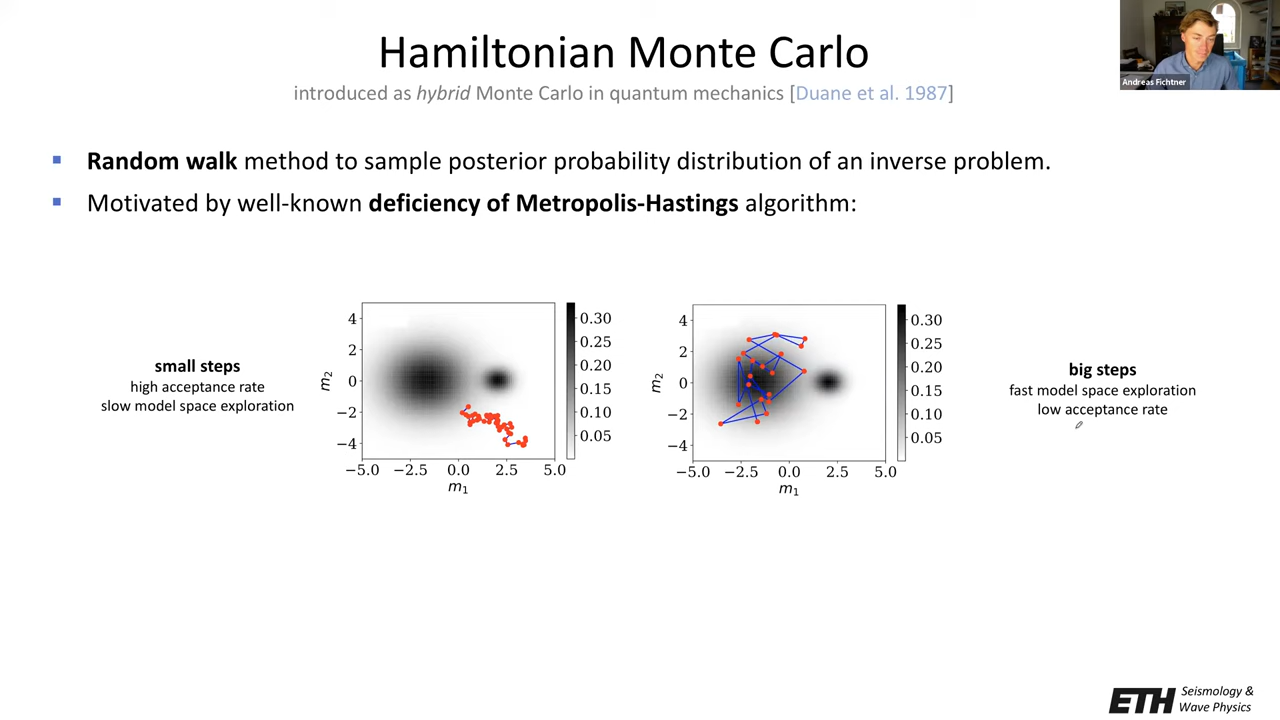 Hamiltonian Monte Carlo
introduced as hybrid Monte Carlo in quantum mechanics [Duane et al. 1987]
Andreas Fichtner
▪ Random walk method to sample posterior probability distribution of an inverse problem.
▪ Motivated by well-known deficiency of Metropolis-Hastings algorithm:
small steps
high acceptance rate
slow model space exploration
m2
4
2
0
−2
−4
−5.0 −2.5 0.0 2.5 5.0
m1
0.30
0.25
0.20
0.15
0.10
0.05
m2
4
2
0
−2
−4
−5.0 −2.5 0.0 2.5 5.0
m1
0.30
0.25
0.20
0.15
0.10
0.05
big steps
fast model space exploration
low acceptance rate
ETH Seismology &
Wave Physics